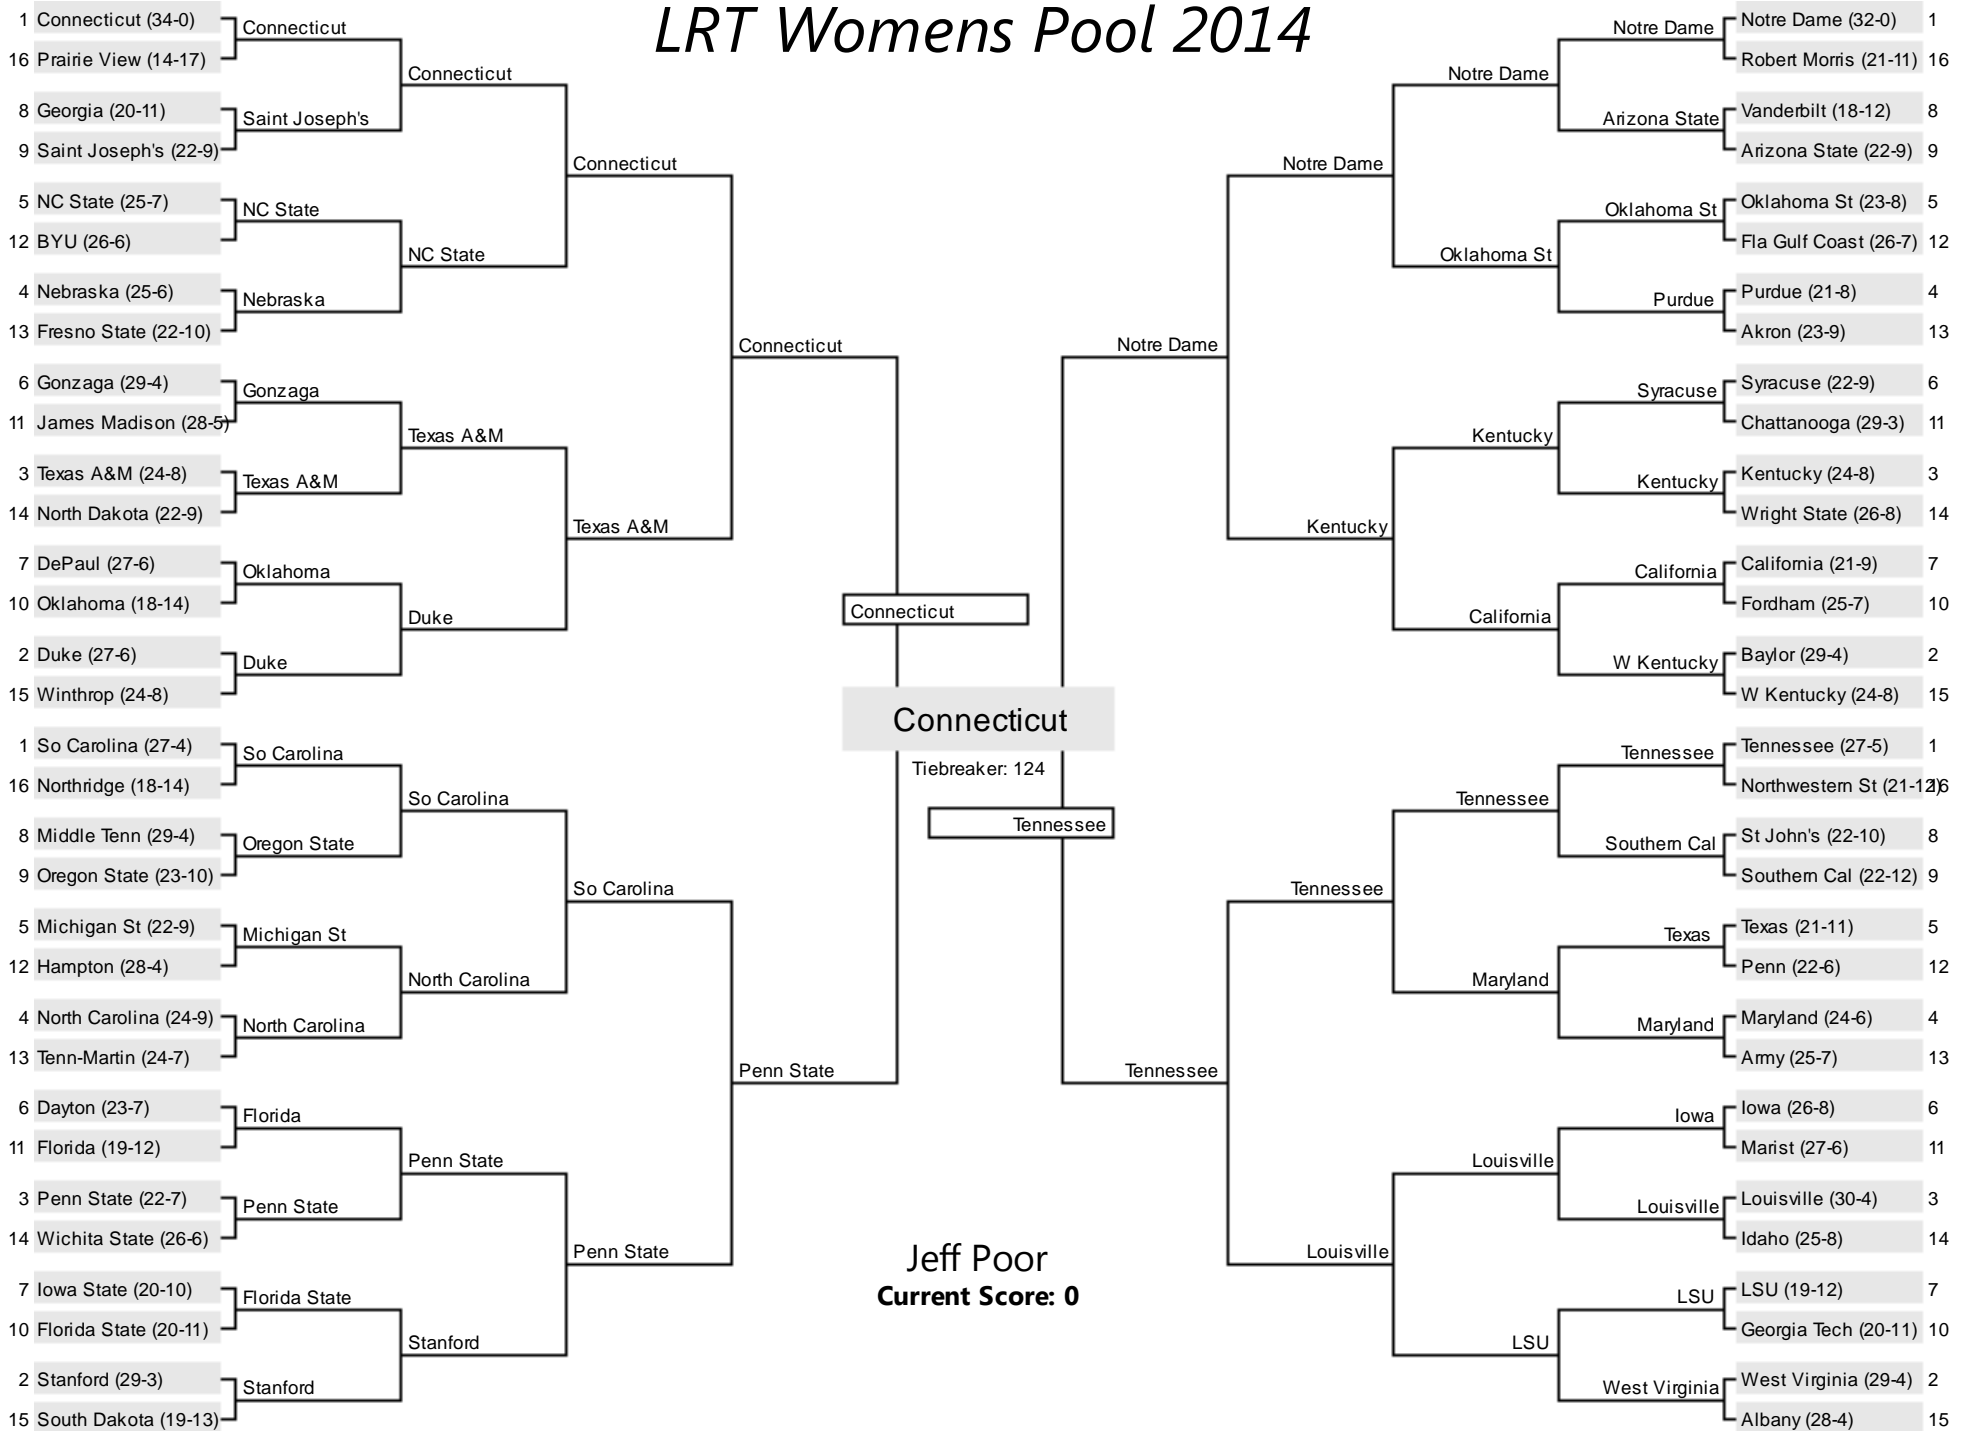 LRT Womens Pool 2014
1 Connecticut (34-0)
16 Prairie View (14-17)
8 Georgia (20-11)
9 Saint Joseph's (22-9)
5 NC State (25-7)
12 BYU (26-6)
4 Nebraska (25-6)
13 Fresno State (22-10)
6 Gonzaga (29-4)
11 James Madison (28-5)
3 Texas A&M (24-8)
14 North Dakota (22-9)
7 DePaul (27-6)
10 Oklahoma (18-14)
2 Duke (27-6)
15 Winthrop (24-8)
1 So Carolina (27-4)
16 Northridge (18-14)
8 Middle Tenn (29-4)
9 Oregon State (23-10)
5 Michigan St (22-9)
12 Hampton (28-4)
4 North Carolina (24-9)
13 Tenn-Martin (24-7)
6 Dayton (23-7)
11 Florida (19-12)
3 Penn State (22-7)
14 Wichita State (26-6)
7 Iowa State (20-10)
10 Florida State (20-11)
2 Stanford (29-3)
15 South Dakota (19-13)
Connecticut
Saint Joseph's
NC State
Nebraska
Gonzaga
Texas A&M
Oklahoma
Duke
So Carolina
Oregon State
Michigan St
North Carolina
Florida
Penn State
Florida State
Stanford
Connecticut
NC State
Texas A&M
Duke
So Carolina
North Carolina
Penn State
Stanford
Connecticut
Texas A&M
So Carolina
Penn State
Connecticut
Penn State
Connecticut
Connecticut
Tiebreaker: 124
Tennessee
Jeff Poor
Current Score: 0
Notre Dame
Tennessee
Notre Dame
Kentucky
Tennessee
Louisville
Notre Dame
Oklahoma St
Kentucky
California
Tennessee
Maryland
Louisville
LSU
Notre Dame
Arizona State
Oklahoma St
Purdue
Syracuse
Kentucky
California
W Kentucky
Tennessee
Southern Cal
Texas
Maryland
Iowa
Louisville
LSU
West Virginia
Notre Dame (32-0) 1
Robert Morris (21-11) 16
Vanderbilt (18-12) 8
Arizona State (22-9) 9
Oklahoma St (23-8) 5
Fla Gulf Coast (26-7) 12
Purdue (21-8) 4
Akron (23-9) 13
Syracuse (22-9) 6
Chattanooga (29-3) 11
Kentucky (24-8) 3
Wright State (26-8) 14
California (21-9) 7
Fordham (25-7) 10
Baylor (29-4) 2
W Kentucky (24-8) 15
Tennessee (27-5) 1
Northwestern St (21-12) 16
St John's (22-10) 8
Southern Cal (22-12) 9
Texas (21-11) 5
Penn (22-6) 12
Maryland (24-6) 4
Army (25-7) 13
Iowa (26-8) 6
Marist (27-6) 11
Louisville (30-4) 3
Idaho (25-8) 14
LSU (19-12) 7
Georgia Tech (20-11) 10
West Virginia (29-4) 2
Albany (28-4) 15